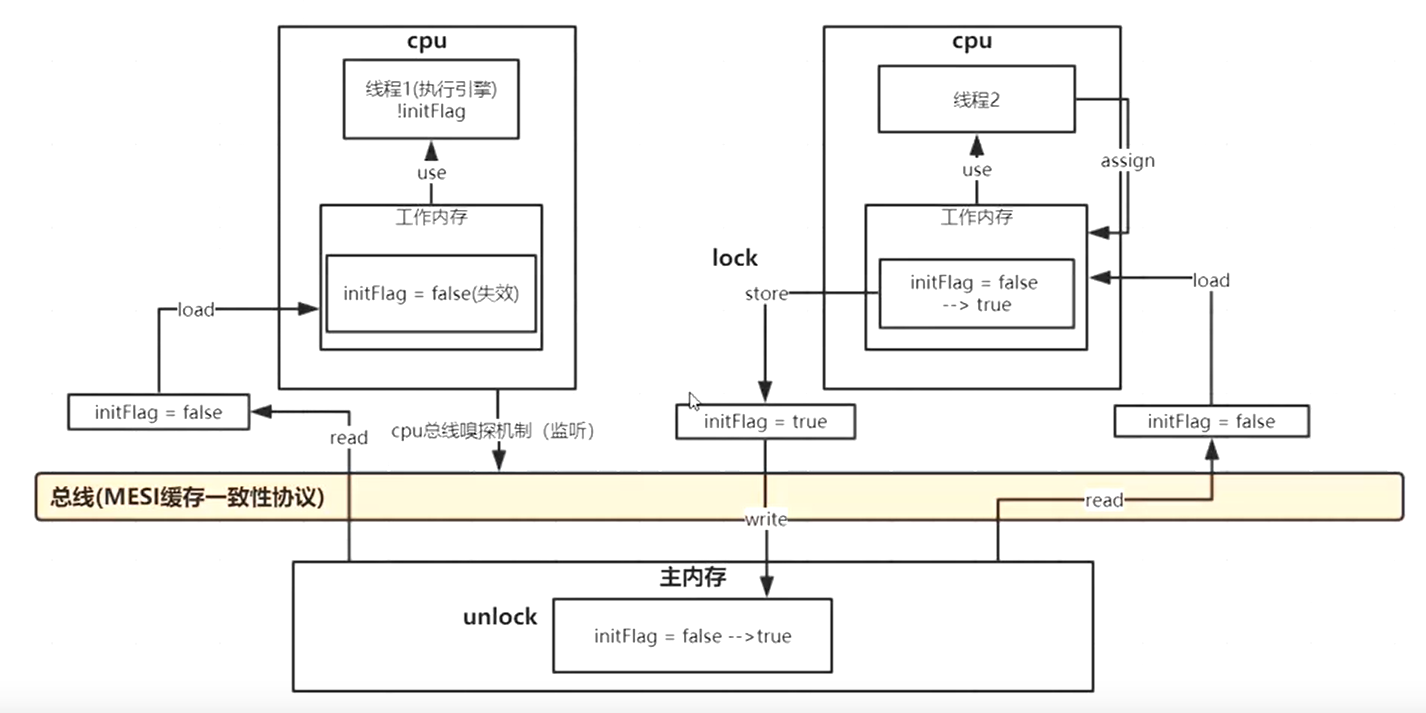 cpu
线程1(执行引擎)
!initFlag
use
工作内存
initFlag = false(失效)
load
initFlag = false
read
cpu总线嗅探机制（监听）
cpu
线程2
use
assign
工作内存
initFlag = false
--> true
lock
store
load
initFlag = true
initFlag = false
总线(MESI缓存一致性协议)
write
read
主内存
unlock
initFlag = false -->true